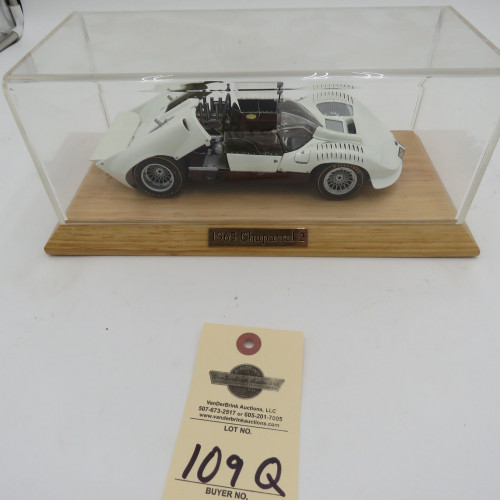 1964 Chaparral 2
VanDerBrink Auctions, LLC
507-673-2517 or 605-201-7005
www.vanderbrinkauctions.com
LOT NO.
109Q
BUYER NO.